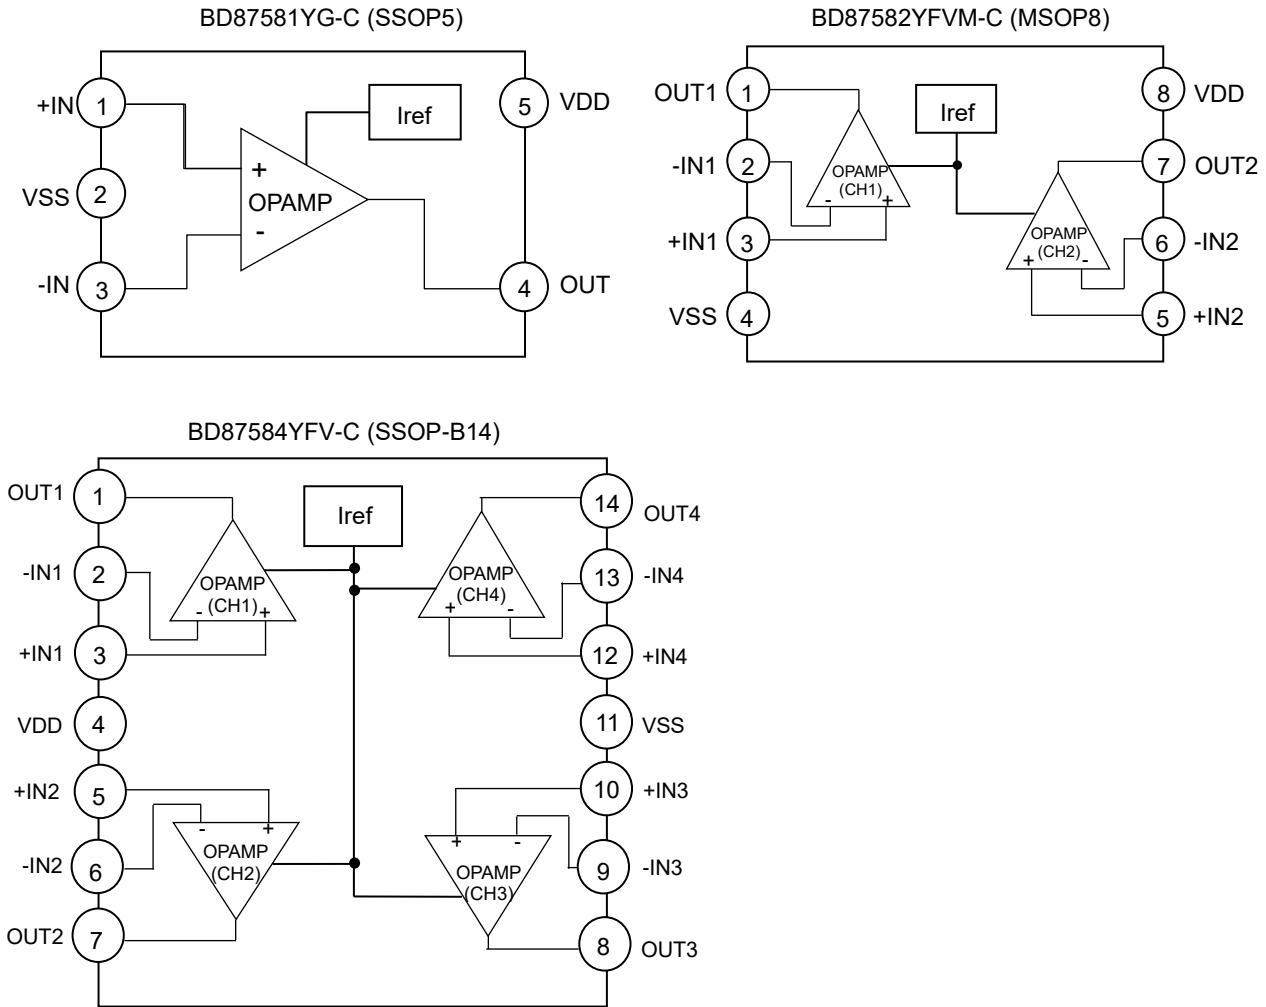 BD87581YG-C (SSOP5)
+IN 1
VSS 2
-IN 3
+
OPAMP
-
Iref
5 VDD
4 OUT
BD87582YFVM-C (MSOP8)
OUT1 1
-IN1 2
+IN1 3
VSS 4
OPAMP
(CH1)
- +
Iref
OPAMP
(CH2)
+ -
8 VDD
7 OUT2
6 -IN2
5 +IN2
BD87584YFV-C (SSOP-B14)
OUT1 1
-IN1 2
+IN1 3
VDD 4
+IN2 5
-IN2 6
OUT2 7
OPAMP
(CH1)
- +
Iref
OPAMP
(CH4)
+ -
- +
OPAMP
(CH2)
+ -
OPAMP
(CH3)
14 OUT4
13 -IN4
12 +IN4
11 VSS
10 +IN3
9 -IN3
8 OUT3